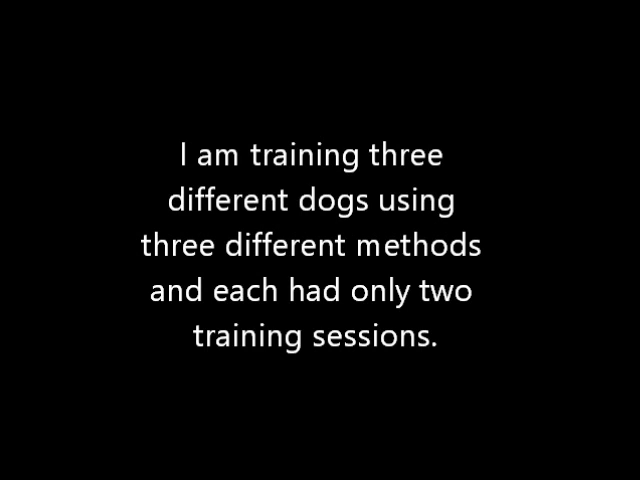 I am training three
different dogs using
three different methods
and each had only two
training sessions.